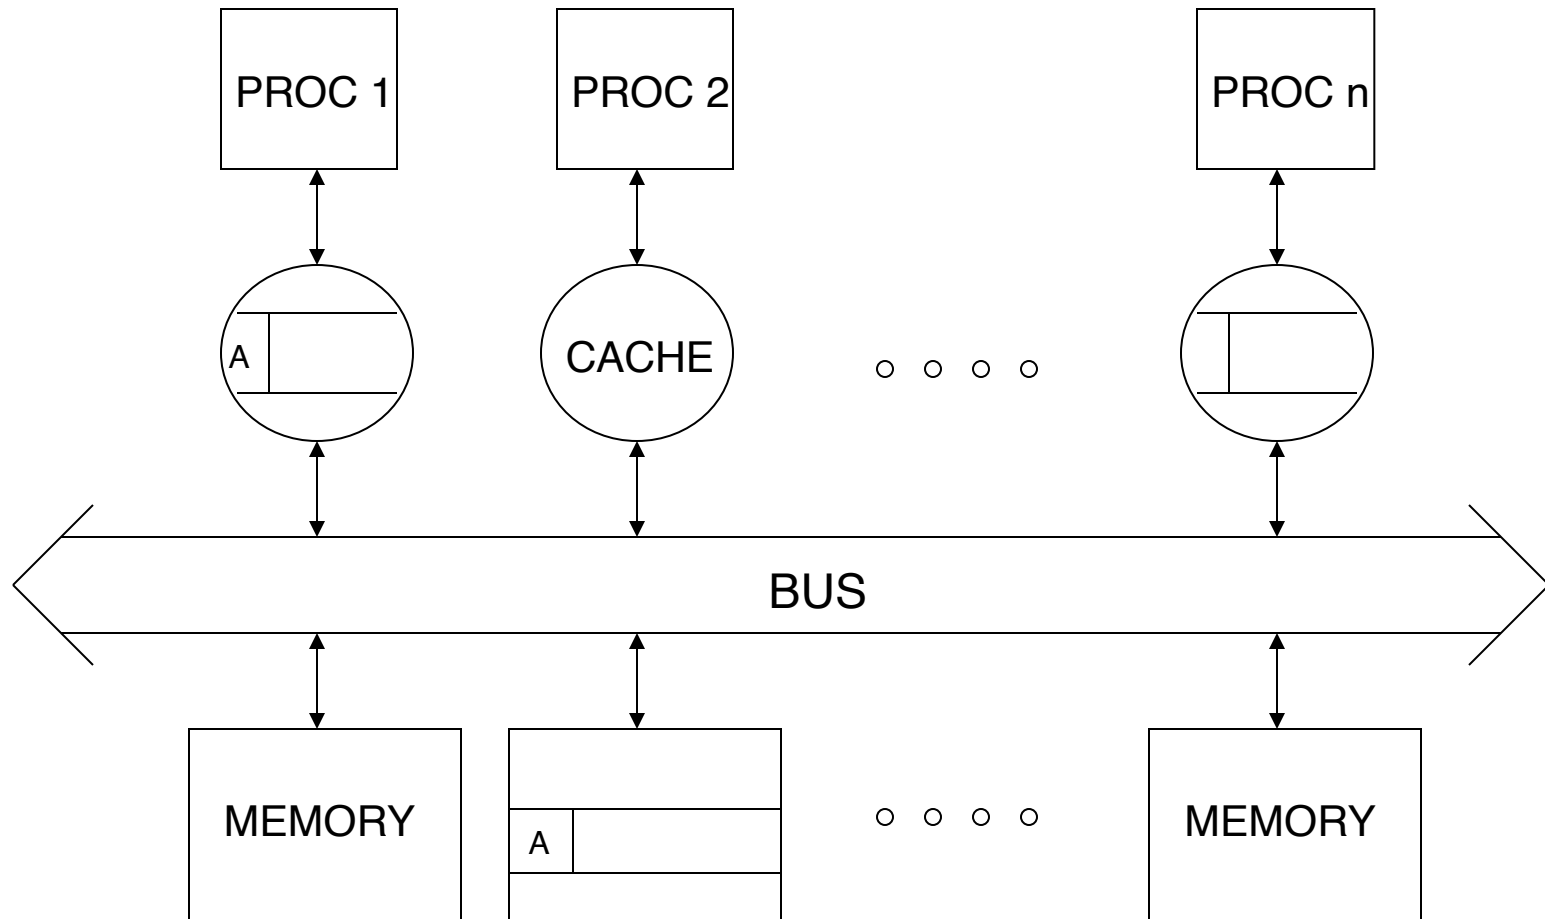 PROC 1
PROC 2
PROC n
A
CACHE
BUS
MEMORY
A
MEMORY